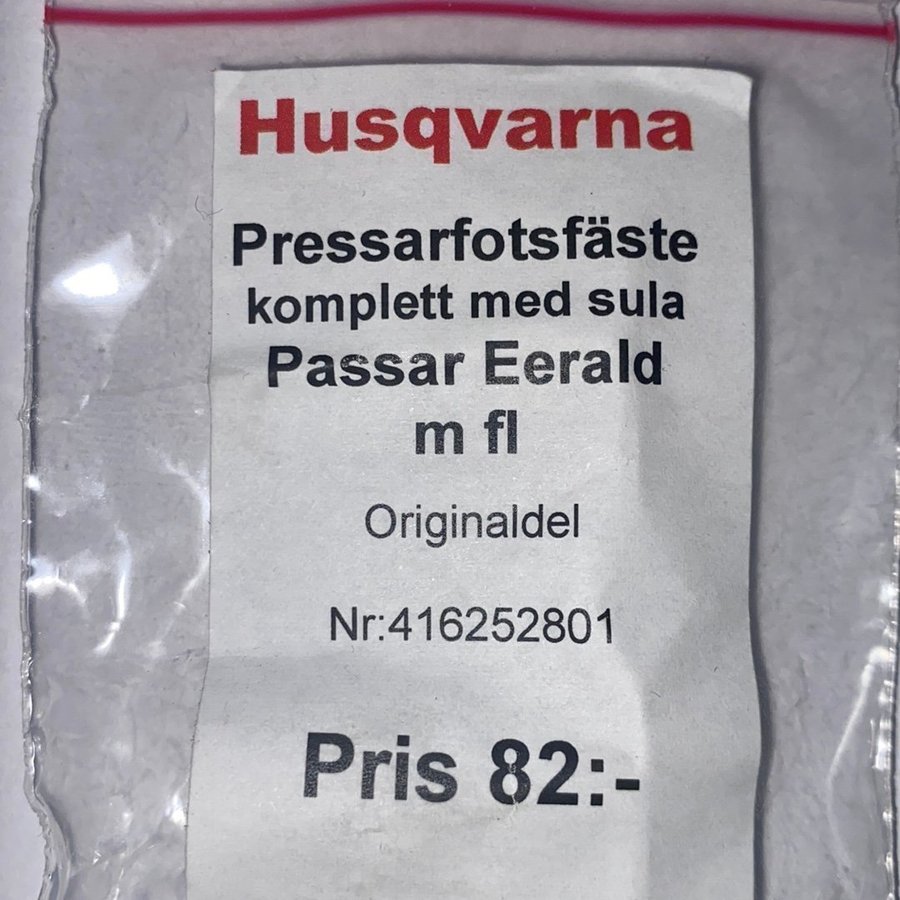 Husqvarna
Pressarfotsfäste
komplett med sula
Passar Eerald
m fl
Originaldel
Nr:416252801
Pris 82:-